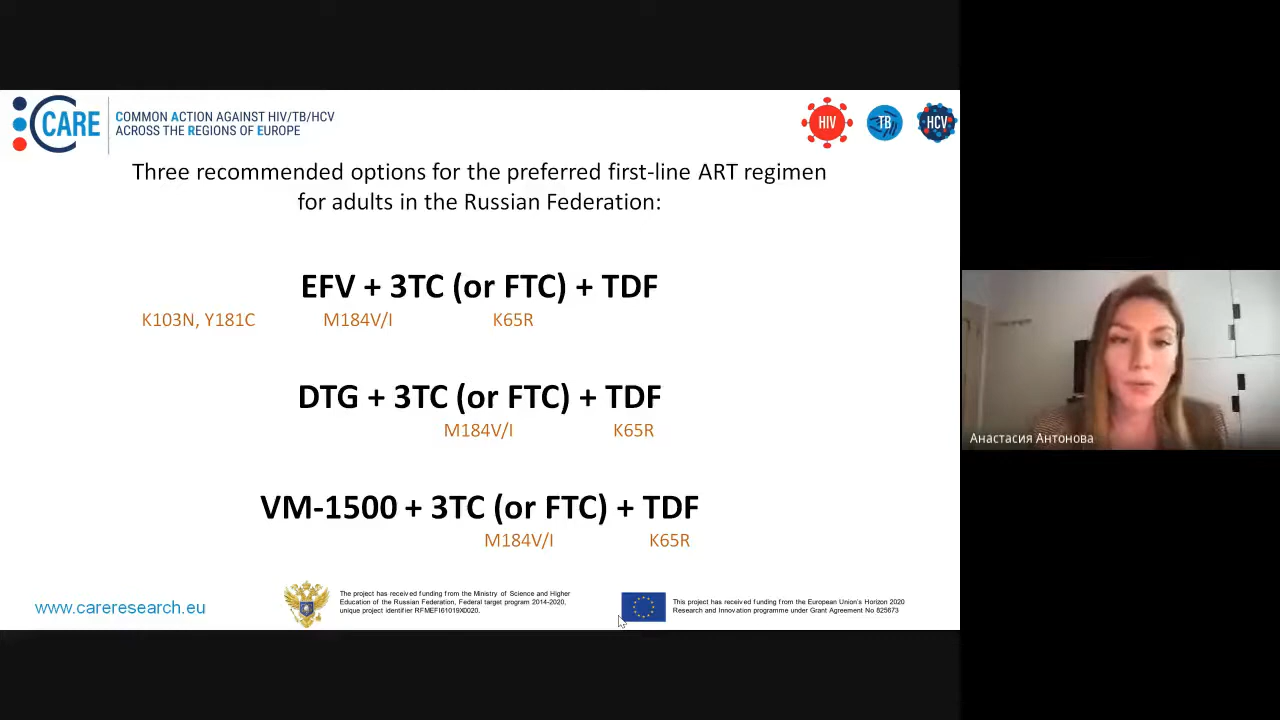 CARE
COMMON ACTION AGAINST HIV/TB/HCV
ACROSS THE REGIONS OF EUROPE
HIV
TB
HCV
Three recommended options for the preferred first-line ART regimen
for adults in the Russian Federation:
EFV + 3TC (or FTC) + TDF
K103N, Y181C M184V/I K65R
DTG + 3TC (or FTC) + TDF
M184V/I K65R
Анастасия Антонова
VM-1500 + 3TC (or FTC) + TDF
M184V/I K65R
www.careresearch.eu
The project has received funding from the Ministry of Science and Higher
Education of the Russian Federation, Federal target program 2014-2020,
unique project identifier RFMEFI61019X0020.
This project has received funding from the European Union's Horizon 2020
Research and Innovation programme under Grant Agreement No 825673